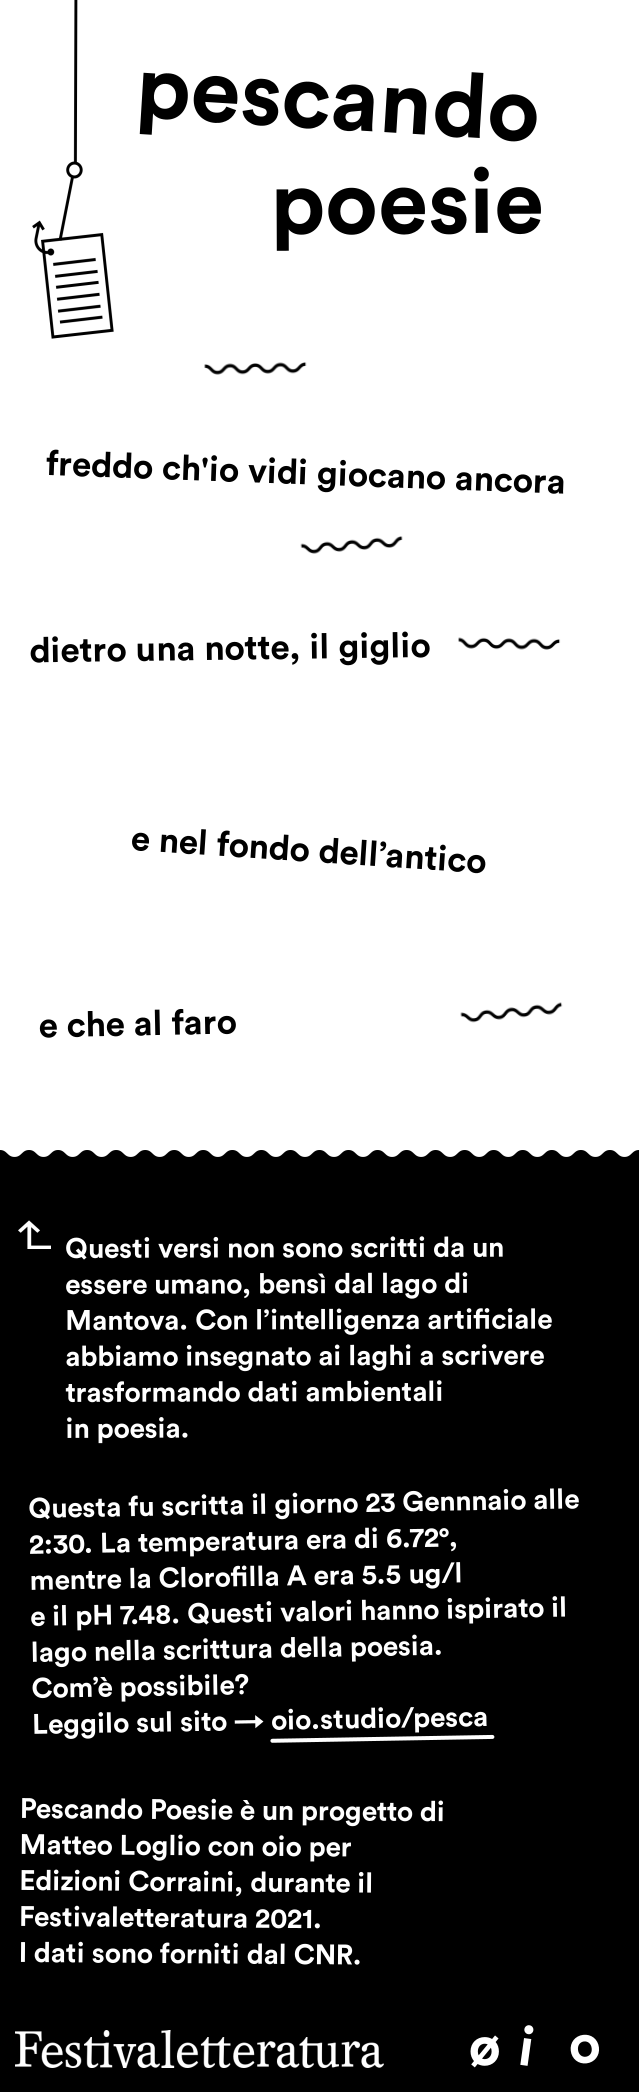 pescando
poesie
freddo ch'io vidi giocano ancora
dietro una notte, il giglio
e nel fondo dell’antico
e che al faro
Questi versi non sono scritti da un
essere umano, bensì dal lago di
Mantova. Con l’intelligenza artificiale
abbiamo insegnato ai laghi a scrivere
trasformando dati ambientali
in poesia.
Questa fu scritta il giorno 23 Gennnaio alle
2:30. La temperatura era di 6.72°,
mentre la Clorofilla A era 5.5 ug/l
e il pH 7.48. Questi valori hanno ispirato il
lago nella scrittura della poesia.
Com’è possibile?
Leggilo sul sito → oio.studio/pesca
Pescando Poesie è un progetto di
Matteo Loglio con oio per
Edizioni Corraini, durante il
Festivaletteratura 2021.
I dati sono forniti dal CNR.
Festivaletteratura ø i o